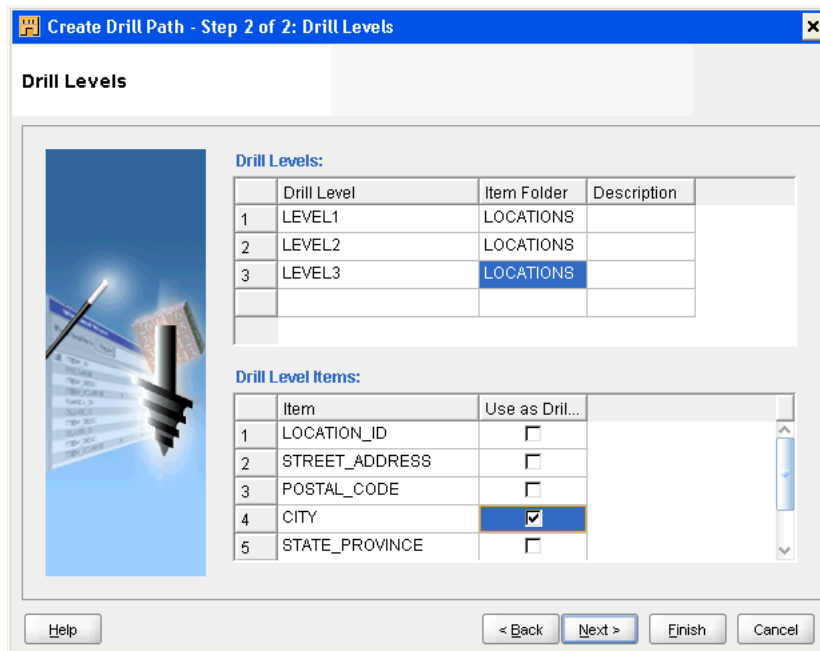 Create Drill Path - Step 2 of 2: Drill Levels
Drill Levels
Drill Levels:
Drill Level Item Folder Description
1 LEVEL1 LOCATIONS
2 LEVEL2 LOCATIONS
3 LEVEL3 LOCATIONS
Drill Level Items:
Item Use as Dril...
1 LOCATION_ID
2 STREET_ADDRESS
3 POSTAL_CODE
4 CITY
5 STATE_PROVINCE
Help < Back Next > Finish Cancel